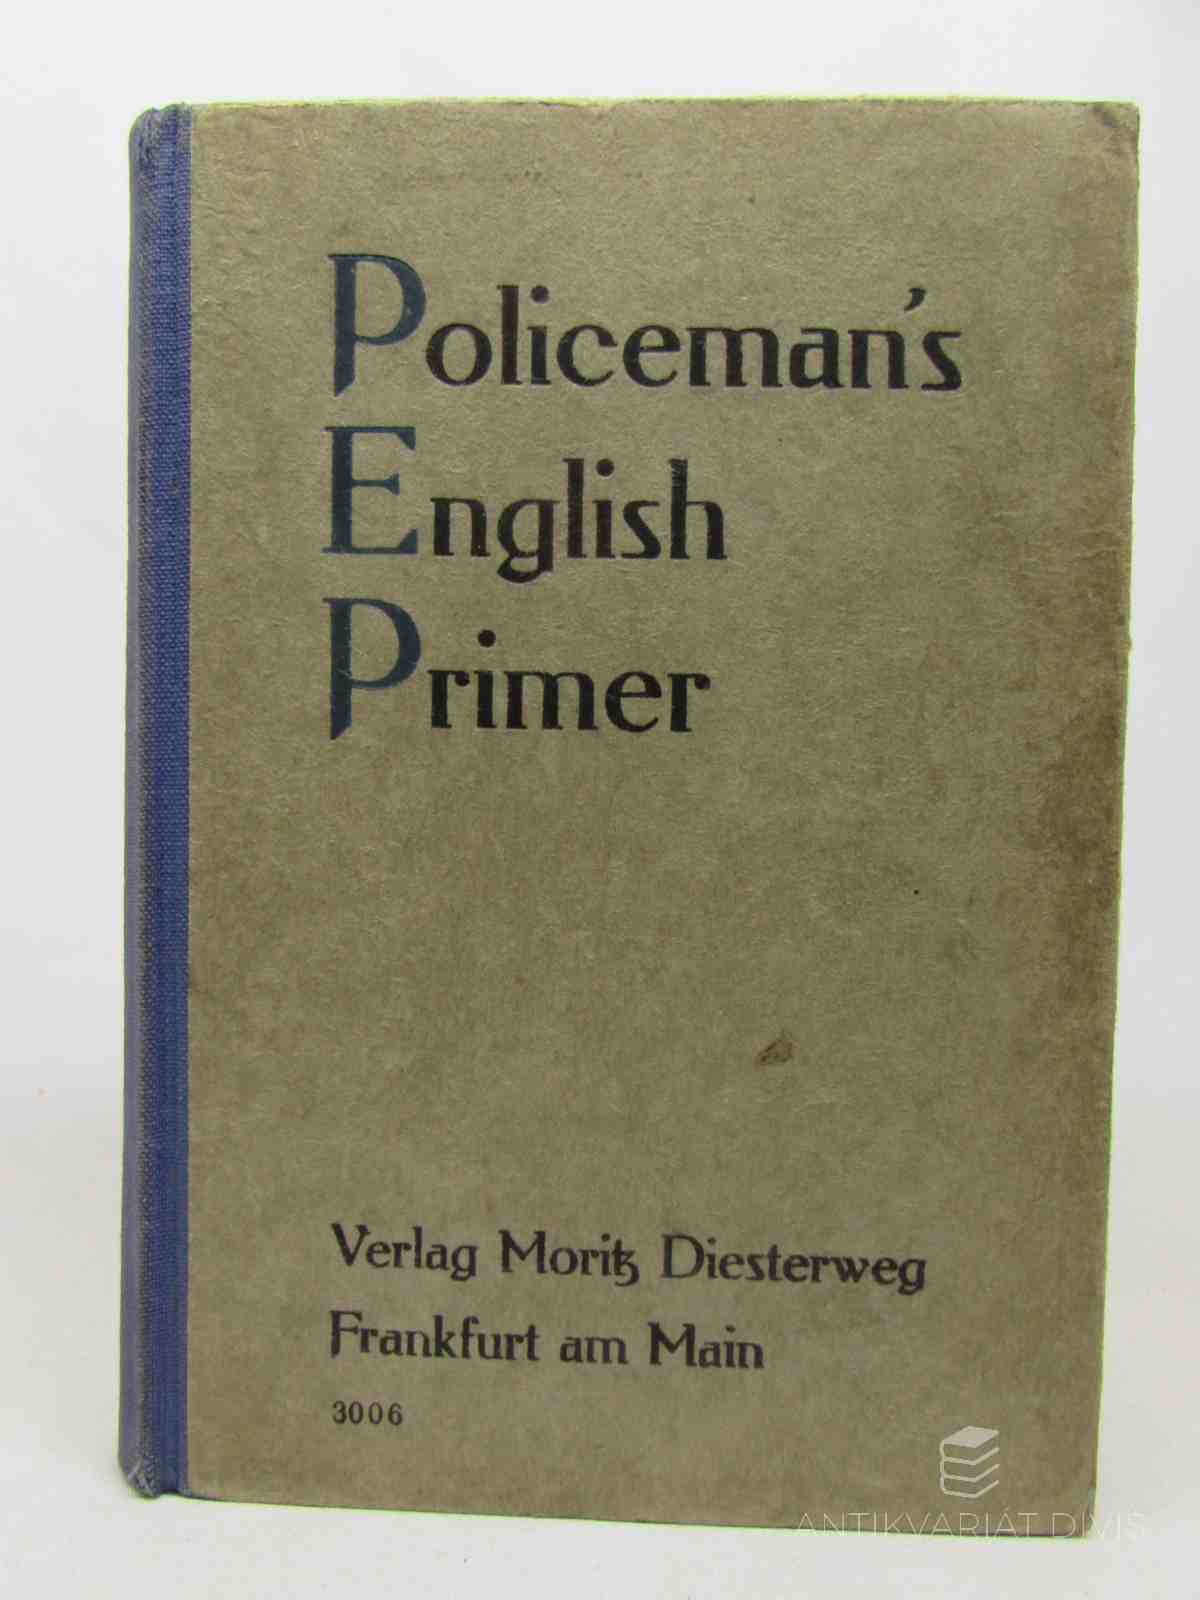 Policeman's
English
Primer
Verlag Moritz Diesterweg
Frankfurt am Main
3006
ANTIKVARIÁT DIVIŠ